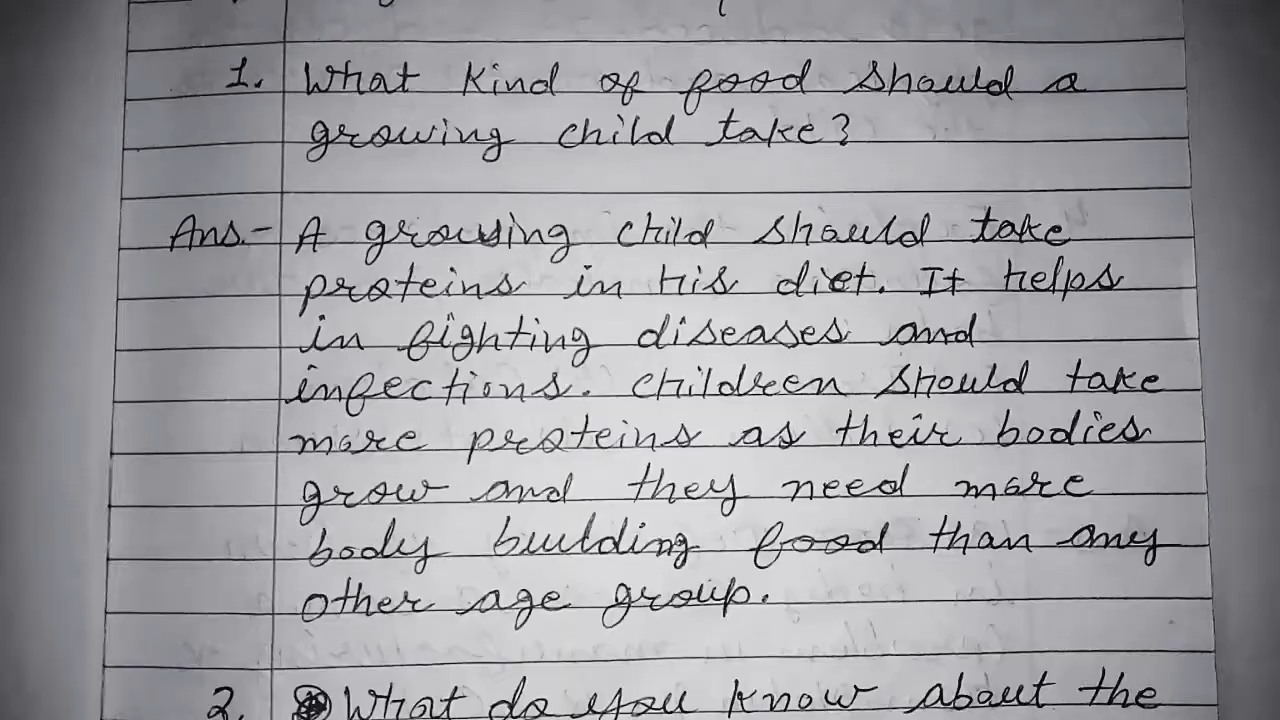 1. What kind of food should a
growing child take?
Ans.- A growing child should take
proteins in his diet. It helps
in fighting diseases and
infections. Children should take
more proteins as their bodies
grow and they need more
body building food than any
other age group.
2. What do you know about the